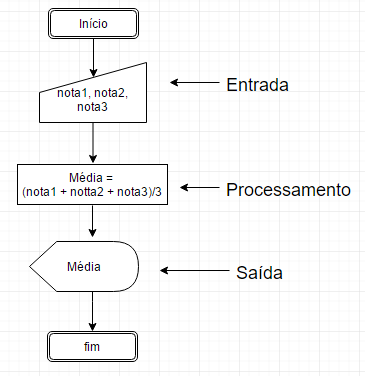 Início
nota1, nota2,
nota3
Entrada
Média =
(nota1 + notta2 + nota3)/3
Processamento
Média
Saída
fim